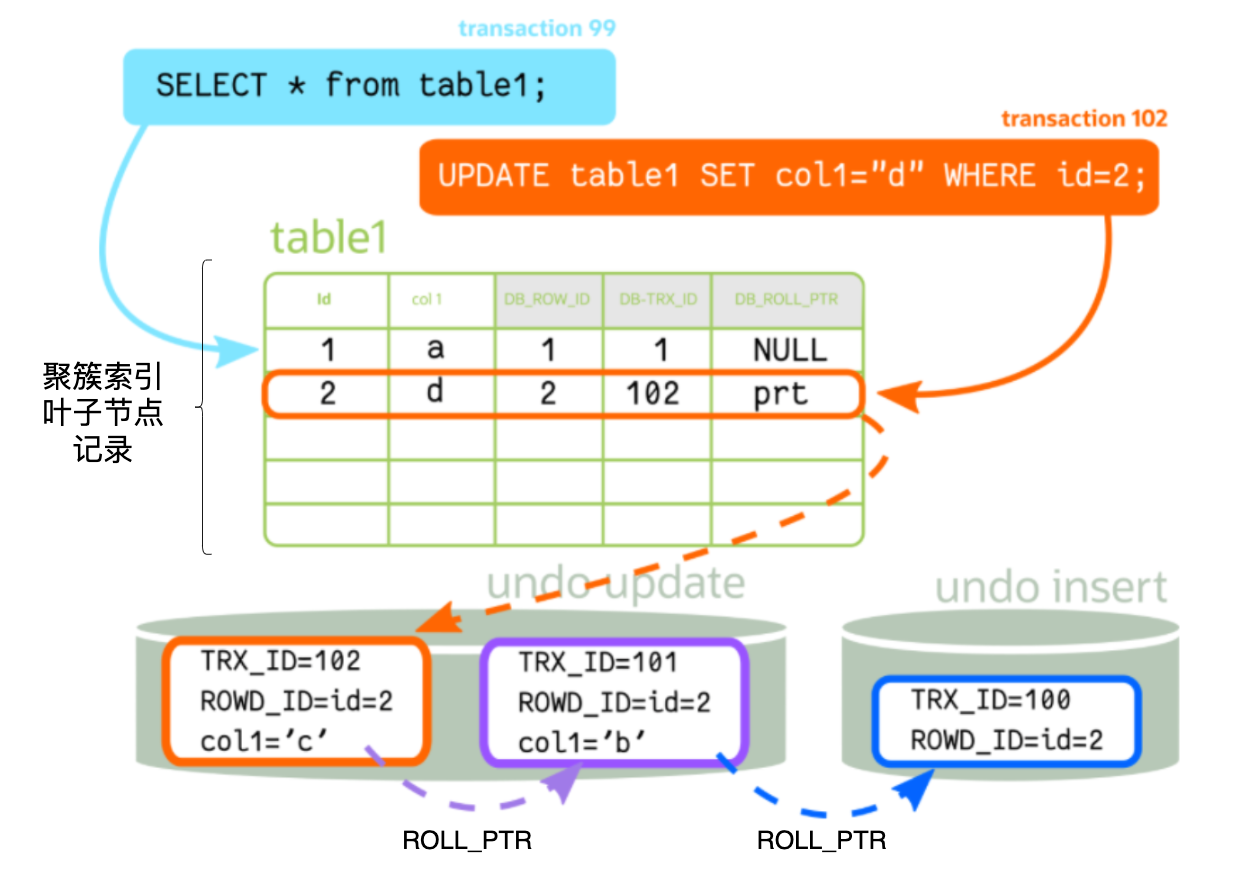 transaction 99
SELECT * from table1;
transaction 102
UPDATE table1 SET col1="d" WHERE id=2;
table1
Id col 1 DB_ROW_ID DB-TRX_ID DB_ROLL_PTR
1 a 1 1 NULL
2 d 2 102 prt
聚簇索引
叶子节点
记录
undo update
undo insert
TRX_ID=102
ROWD_ID=id=2
col1='c'
TRX_ID=101
ROWD_ID=id=2
col1='b'
TRX_ID=100
ROWD_ID=id=2
ROLL_PTR
ROLL_PTR